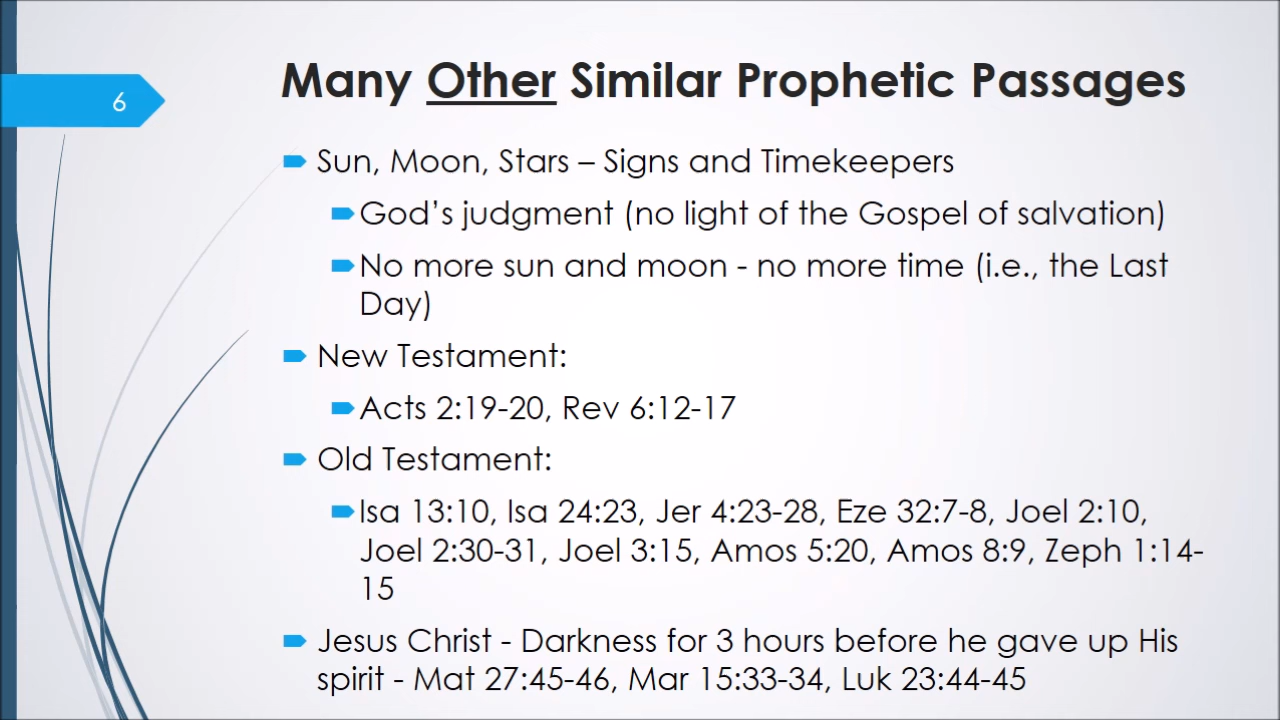 6
Many Other Similar Prophetic Passages
Sun, Moon, Stars – Signs and Timekeepers
God’s judgment (no light of the Gospel of salvation)
No more sun and moon - no more time (i.e., the Last
Day)
New Testament:
Acts 2:19-20, Rev 6:12-17
Old Testament:
Isa 13:10, Isa 24:23, Jer 4:23-28, Eze 32:7-8, Joel 2:10,
Joel 2:30-31, Joel 3:15, Amos 5:20, Amos 8:9, Zeph 1:14-
15
Jesus Christ - Darkness for 3 hours before he gave up His
spirit - Mat 27:45-46, Mar 15:33-34, Luk 23:44-45